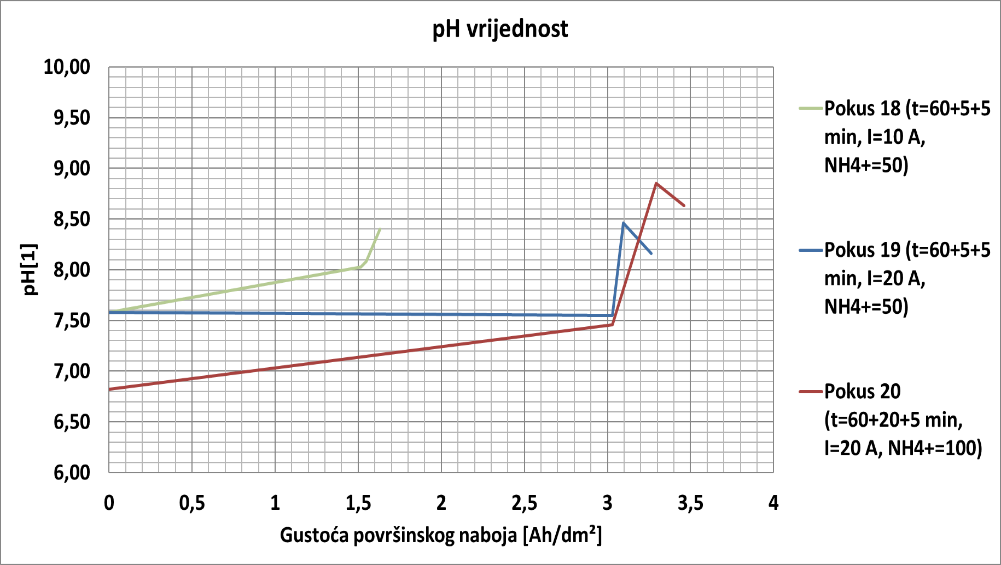 pH vrijednost
10,00
9,50
9,00
8,50
8,00
7,50
7,00
6,50
6,00
pH[1]
0
0,5
1
1,5
2
2,5
3
3,5
4
Gustoća površinskog naboja [Ah/dm²]
Pokus 18 (t=60+5+5
min, I=10 A,
NH4+=50)
Pokus 19 (t=60+5+5
min, I=20 A,
NH4+=50)
Pokus 20
(t=60+20+5 min,
I=20 A, NH4+=100)